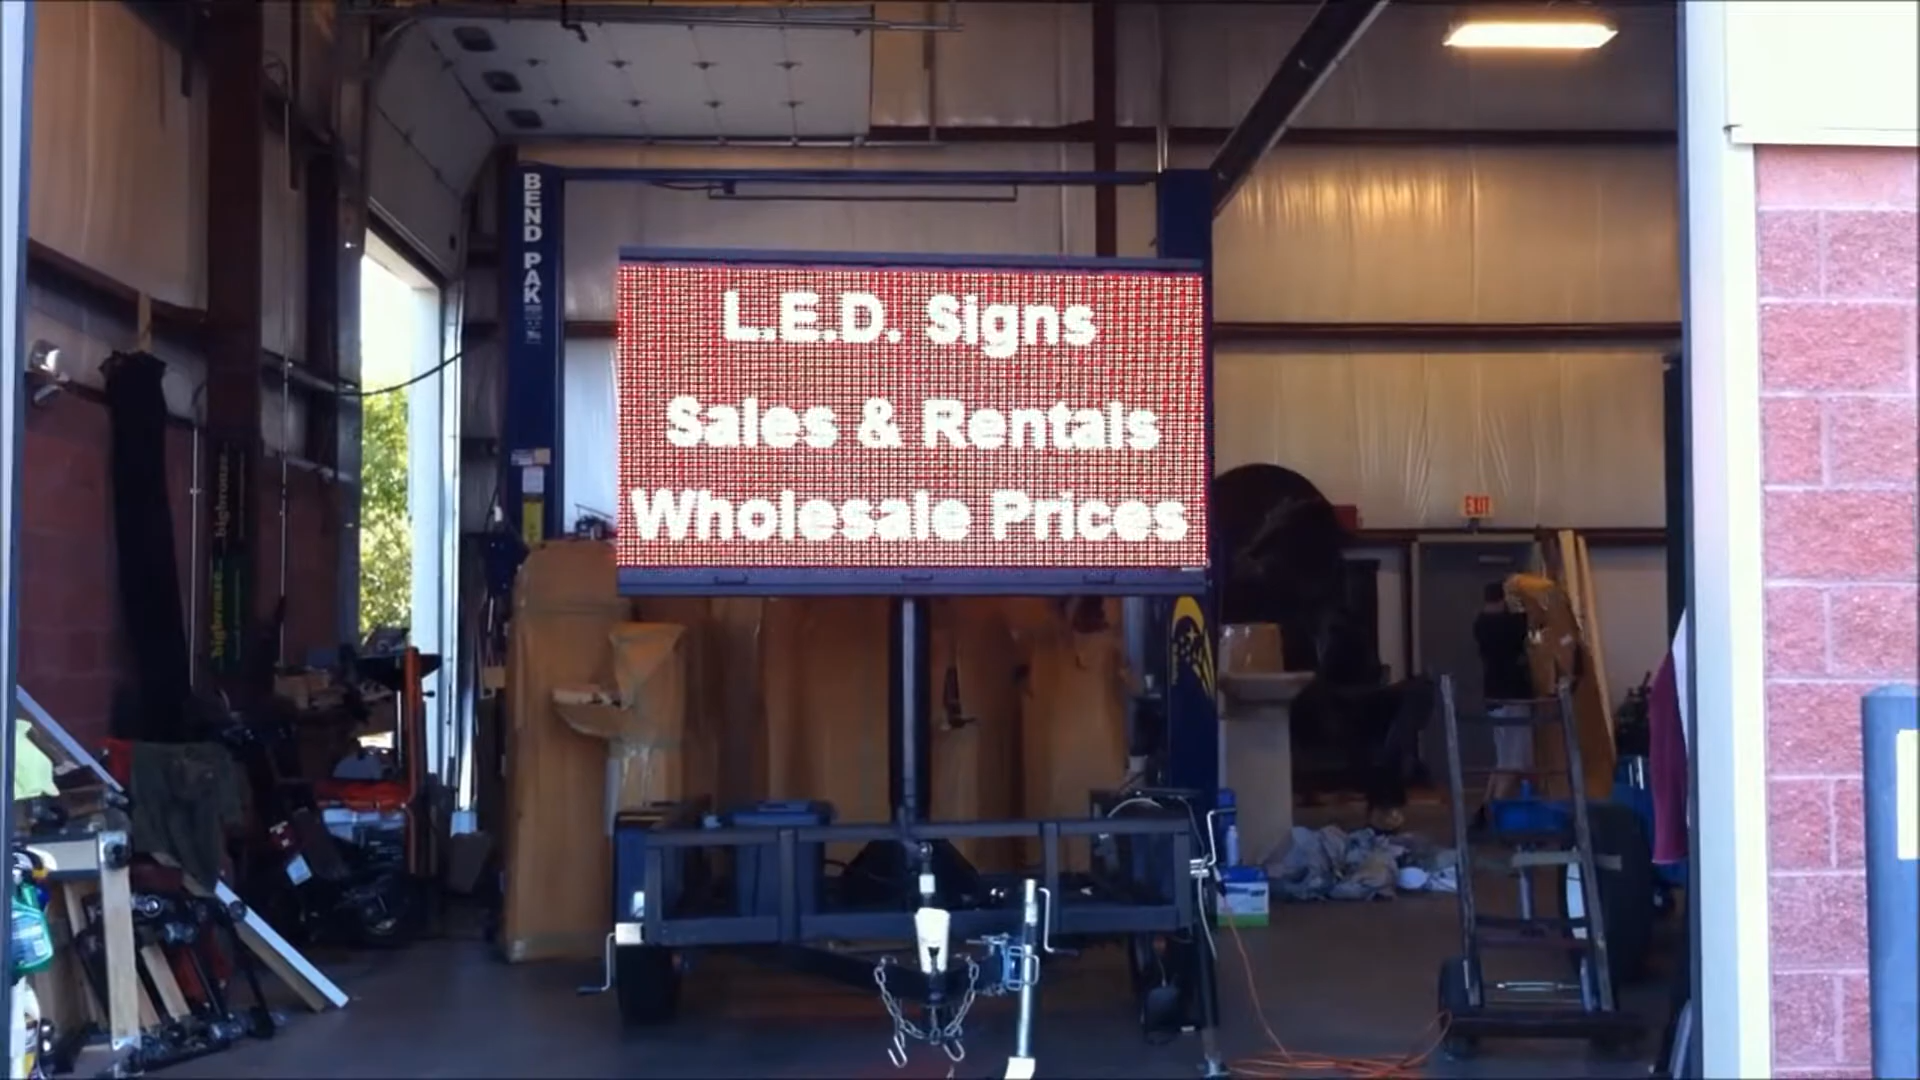 BEND PAK
L.E.D. Signs
Sales & Rentals
Wholesale Prices
EXIT